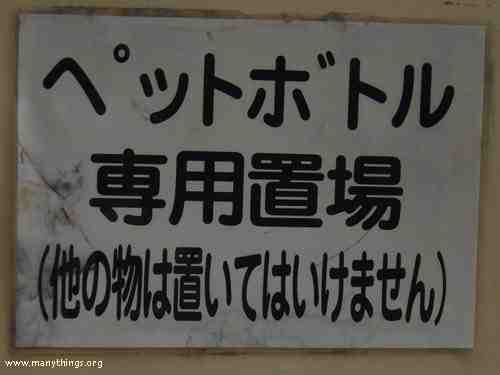 ペットボトル
専用置場
(他の物は置いてはいけません)
www.manythings.org